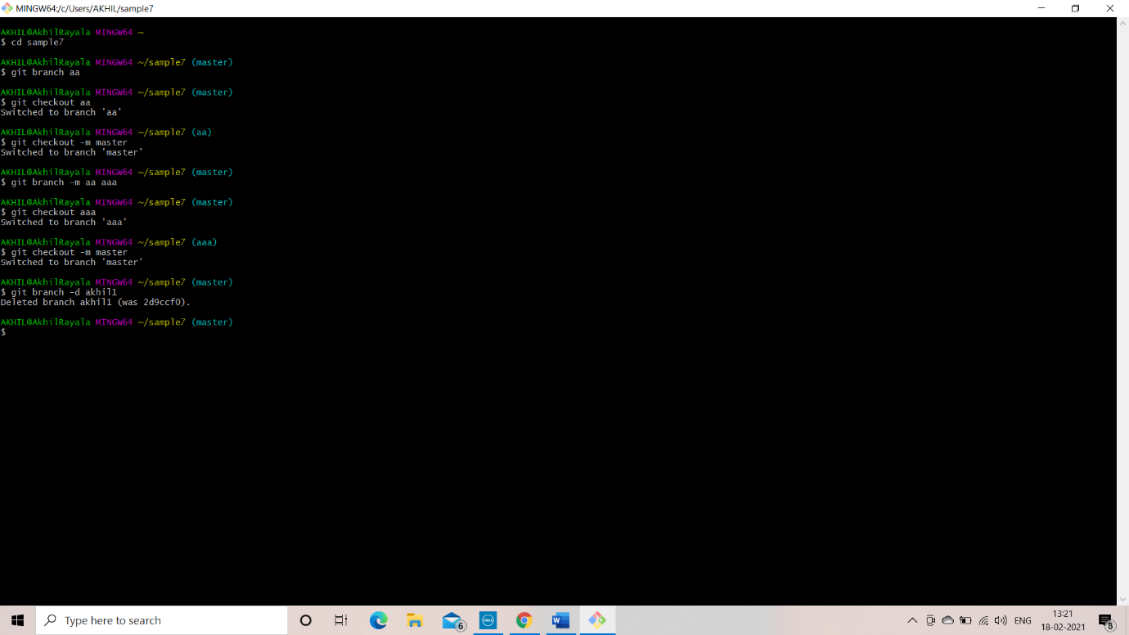 MINGW64:/c/Users/AKHIL/sample7
AKHIL@AkhilRayala MINGW64 ~
$ cd sample7
AKHIL@AkhilRayala MINGW64 ~/sample7 (master)
$ git branch aa
AKHIL@AkhilRayala MINGW64 ~/sample7 (master)
$ git checkout aa
Switched to branch 'aa'
AKHIL@AkhilRayala MINGW64 ~/sample7 (aa)
$ git checkout -m master
Switched to branch 'master'
AKHIL@AkhilRayala MINGW64 ~/sample7 (master)
$ git branch -m aa aaa
AKHIL@AkhilRayala MINGW64 ~/sample7 (master)
$ git checkout aaa
Switched to branch 'aaa'
AKHIL@AkhilRayala MINGW64 ~/sample7 (aaa)
$ git checkout -m master
Switched to branch 'master'
AKHIL@AkhilRayala MINGW64 ~/sample7 (master)
$ git branch -d akhil1
Deleted branch akhil1 (was 2d9ccf0).
AKHIL@AkhilRayala MINGW64 ~/sample7 (master)
$
Type here to search
6
DELL
W
ENG
13:21
18-02-2021
8